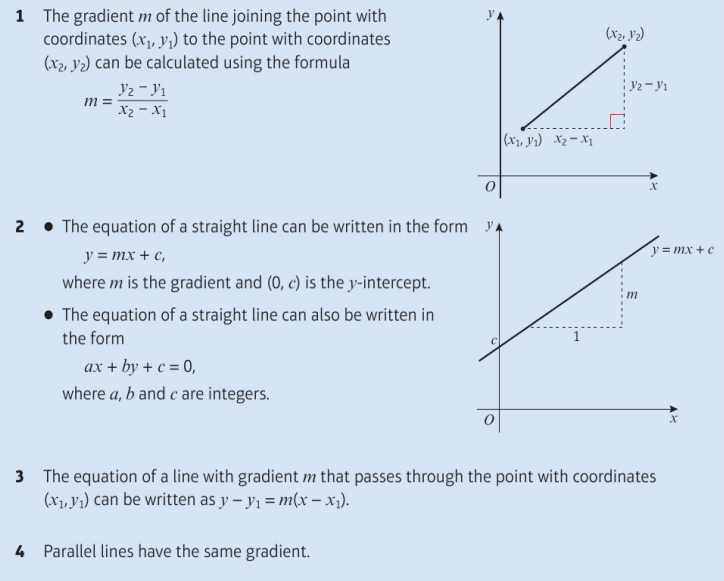 1 The gradient m of the line joining the point with
coordinates (x₁, y₁) to the point with coordinates
(x₂, y₂) can be calculated using the formula
m = (y₂ − y₁)/(x₂ − x₁)
y
(x₂, y₂)
y₂ − y₁
(x₁, y₁) x₂ − x₁
O
x
2 • The equation of a straight line can be written in the form
y = mx + c,
where m is the gradient and (0, c) is the y-intercept.
• The equation of a straight line can also be written in
the form
ax + by + c = 0,
where a, b and c are integers.
y
y = mx + c
m
1
c
O
x
3 The equation of a line with gradient m that passes through the point with coordinates
(x₁, y₁) can be written as y − y₁ = m(x − x₁).
4 Parallel lines have the same gradient.